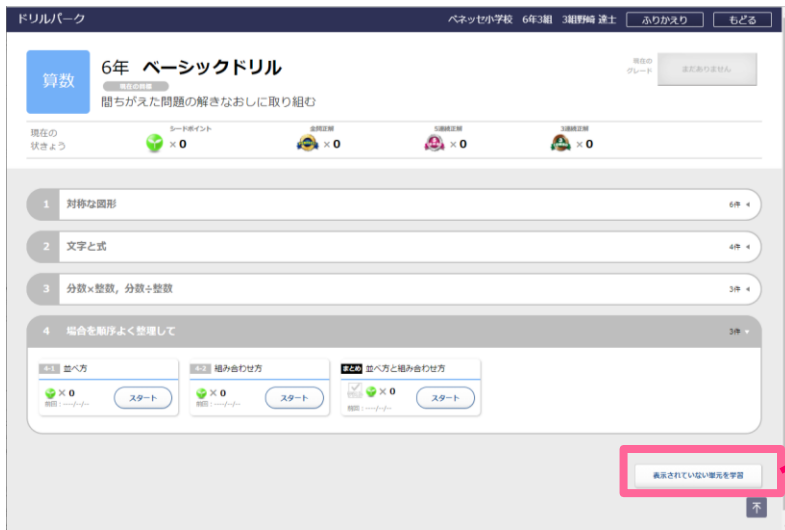 ドリルパーク
ベネッセ小学校 6年3組 3組野崎 達士 ふりかえり もどる
算数
6年 ベーシックドリル
現在の目標
間ちがえた問題の解きなおしに取り組む
現在の
グレード
まだありません
現在の
状きょう
シードポイント
× 0
全問正解
× 0
5連続正解
× 0
3連続正解
× 0
1 対称な図形 6件
2 文字と式 4件
3 分数×整数，分数÷整数 3件
4 場合を順序よく整理して 3件
4-1 並べ方
× 0
前回：---/--/--
スタート
4-2 組み合わせ方
× 0
前回：---/--/--
スタート
まとめ 並べ方と組み合わせ方
× 0
前回：---/--/--
スタート
表示されていない単元を学習